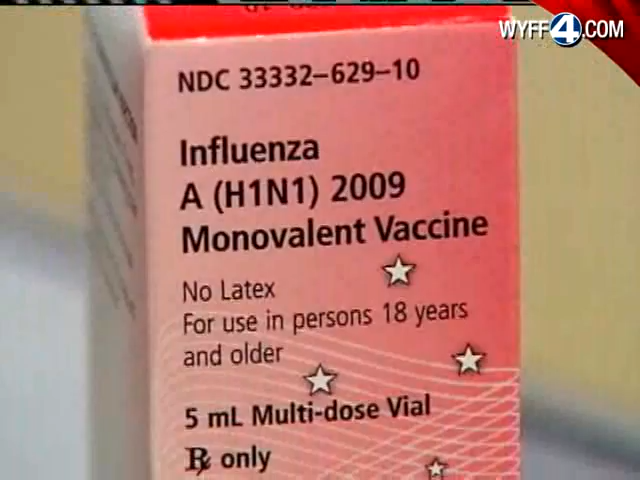 WYFF4.COM
NDC 33332-629-10
Influenza
A (H1N1) 2009
Monovalent Vaccine
No Latex
For use in persons 18 years
and older
5 mL Multi-dose Vial
Rx only